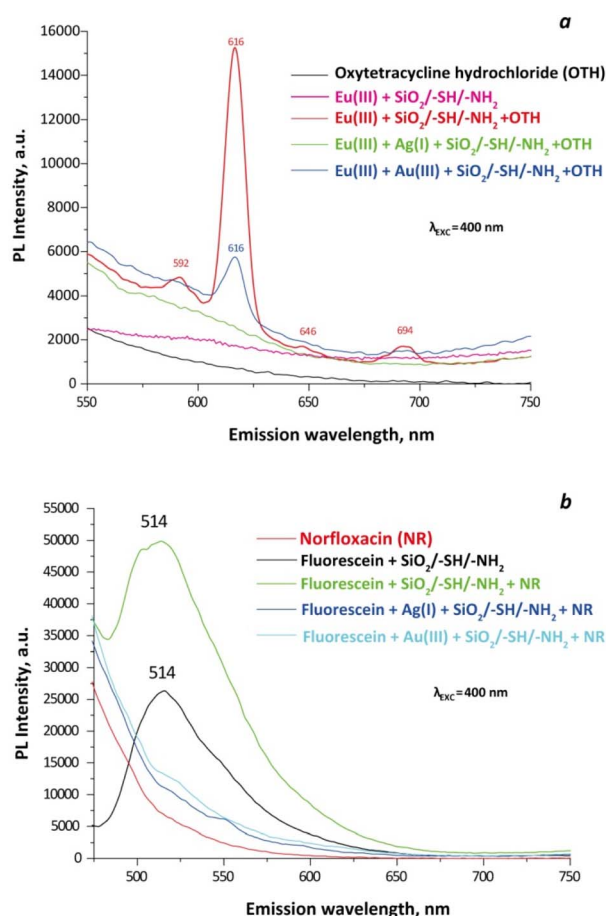 a
16000
14000
12000
10000
8000
6000
4000
2000
0
PL Intensity, a.u.
616
592
616
646
694
Oxytetracycline hydrochloride (OTH)
Eu(III) + SiO₂/-SH/-NH₂
Eu(III) + SiO₂/-SH/-NH₂ +OTH
Eu(III) + Ag(I) + SiO₂/-SH/-NH₂ +OTH
Eu(III) + Au(III) + SiO₂/-SH/-NH₂ +OTH
λEXC = 400 nm
550 600 650 700 750
Emission wavelength, nm
b
55000
50000
45000
40000
35000
30000
25000
20000
15000
10000
5000
0
PL Intensity, a.u.
514
514
Norfloxacin (NR)
Fluorescein + SiO₂/-SH/-NH₂
Fluorescein + SiO₂/-SH/-NH₂ + NR
Fluorescein + Ag(I) + SiO₂/-SH/-NH₂ + NR
Fluorescein + Au(III) + SiO₂/-SH/-NH₂ + NR
λEXC = 400 nm
500 550 600 650 700 750
Emission wavelength, nm